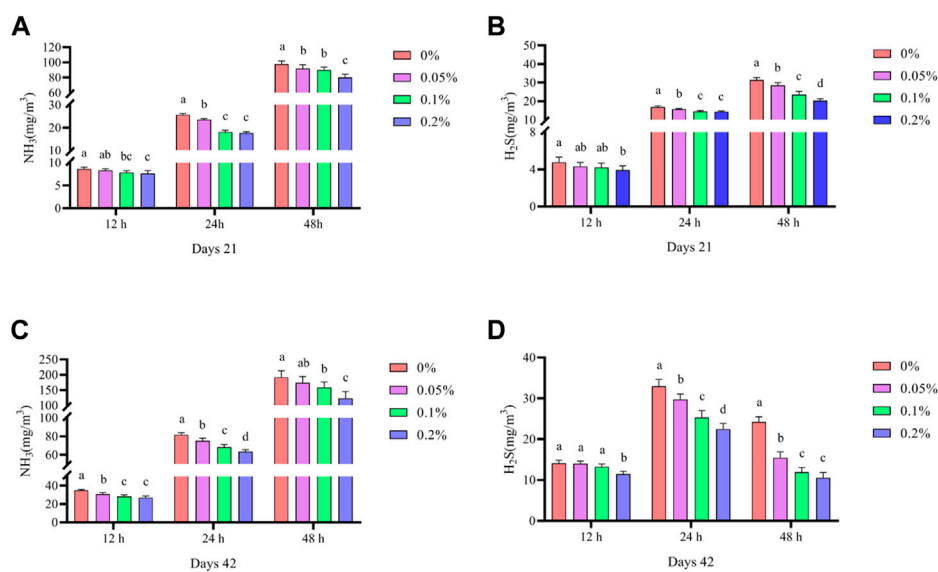 A
NH3(mg/m3)
120
100
80
60
30
20
10
10
5
0
a b b c
a b c c
a ab bc c
12 h 24h 48h
Days 21
0%
0.05%
0.1%
0.2%
B
H2S(mg/m3)
50
40
30
20
10
8
4
0
a b c d
a b c c
a ab ab b
12 h 24 h 48 h
Days 21
0%
0.05%
0.1%
0.2%
C
NH3(mg/m3)
250
200
150
100
100
80
60
40
20
0
a ab b c
a b c d
a b c c
12 h 24 h 48 h
Days 42
0%
0.05%
0.1%
0.2%
D
H2S(mg/m3)
40
30
20
10
0
a b c d
a b c c
a a a b
12 h 24 h 48 h
Days 42
0%
0.05%
0.1%
0.2%